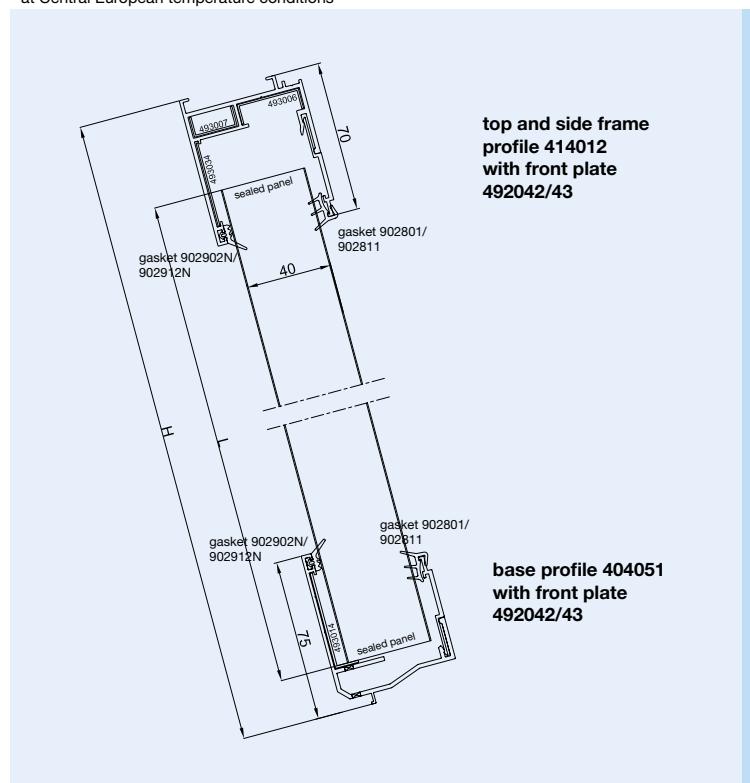 at Central European temperature conditions
493006
493007
70
top and side frame
profile 414012
with front plate
492042/43
493034
sealed panel
gasket 902801/
902811
gasket 902902N/
902912N
40
H
L
gasket 902801/
902811
gasket 902902N/
902912N
base profile 404051
with front plate
492042/43
75
493014
sealed panel